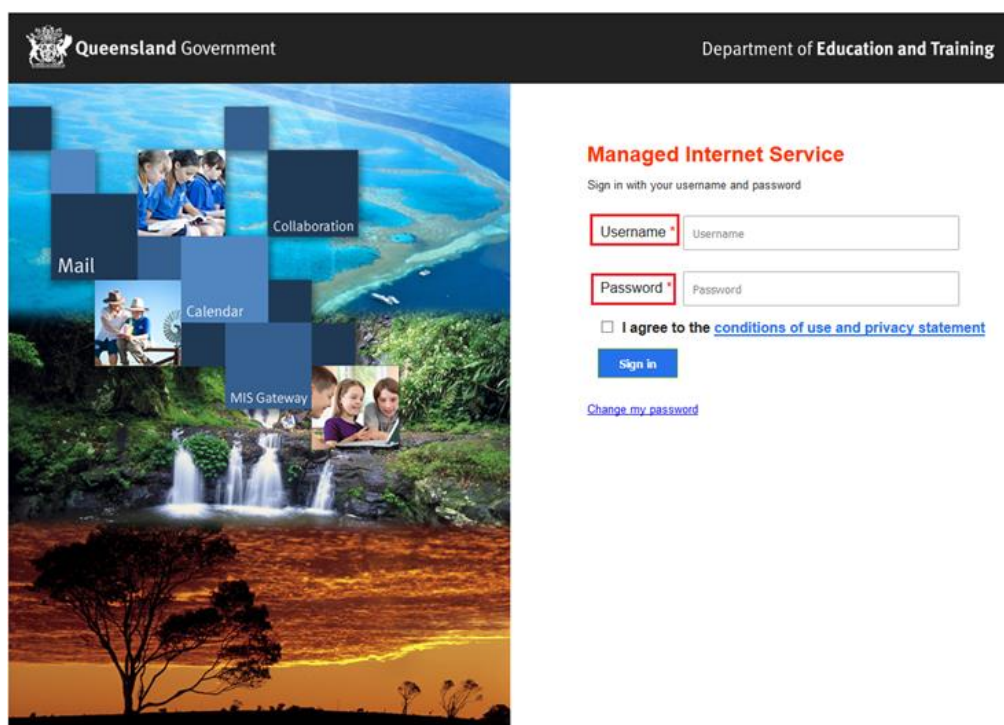 Queensland Government
Department of Education and Training
Collaboration
Mail
Calendar
MIS Gateway
Managed Internet Service
Sign in with your username and password
Username * Username
Password * Password
I agree to the conditions of use and privacy statement
Sign in
Change my password